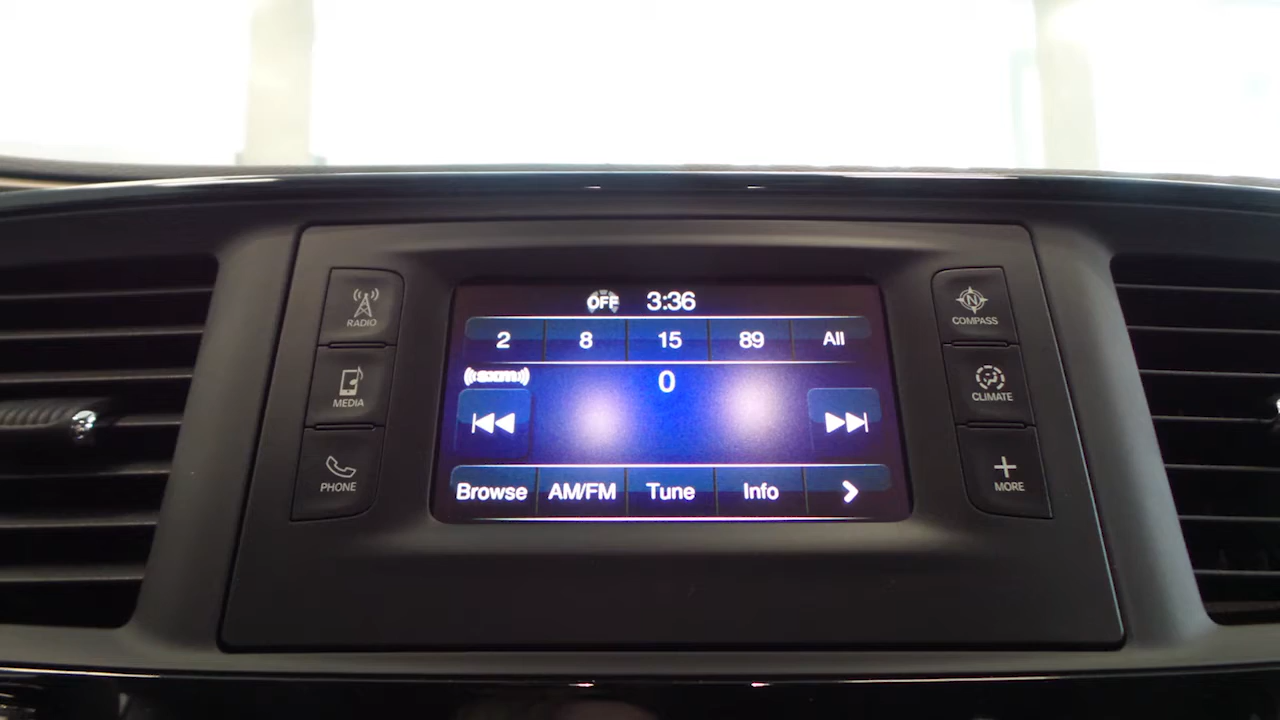 OFF 3:36
2 8 15 89 All
RADIO
COMPASS
((SXM))
0
MEDIA
CLIMATE
Browse AM/FM Tune Info
PHONE
N
MORE